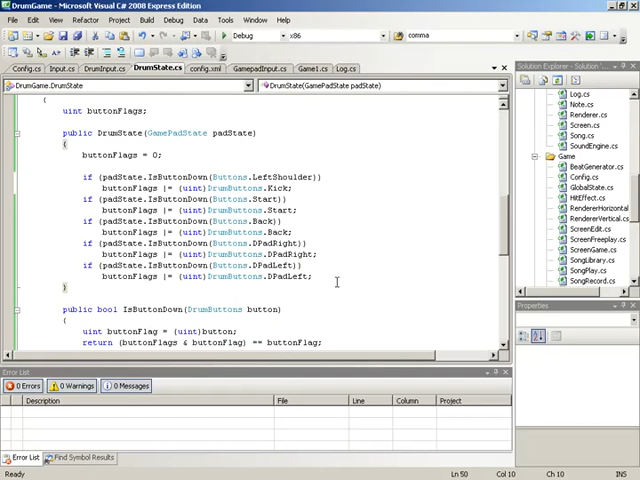 DrumGame - Microsoft Visual C# 2008 Express Edition
File Edit View Refactor Project Build Debug Data Tools Window Help
Debug x86 comma
Config.cs Input.cs DrumInput.cs DrumState.cs config.xml GamepadInput.cs Game1.cs Log.cs
DrumGame.DrumState DrumState(GamePadState padState)
{
uint buttonFlags;
public DrumState(GamePadState padState)
{
buttonFlags = 0;
if (padState.IsButtonDown(Buttons.LeftShoulder))
buttonFlags |= (uint)DrumButtons.Kick;
if (padState.IsButtonDown(Buttons.Start))
buttonFlags |= (uint)DrumButtons.Start;
if (padState.IsButtonDown(Buttons.Back))
buttonFlags |= (uint)DrumButtons.Back;
if (padState.IsButtonDown(Buttons.DPadRight))
buttonFlags |= (uint)DrumButtons.DPadRight;
if (padState.IsButtonDown(Buttons.DPadLeft))
buttonFlags |= (uint)DrumButtons.DPadLeft;
}
public bool IsButtonDown(DrumButtons button)
{
uint buttonFlag = (uint)button;
return (buttonFlags & buttonFlag) == buttonFlag;
Solution Explorer - Solution '...
Log.cs
Note.cs
Renderer.cs
Screen.cs
Song.cs
SoundEngine.cs
Game
BeatGenerator.cs
Config.cs
GlobalState.cs
HitEffect.cs
RendererHorizontal
RendererVertical.cs
ScreenEdit.cs
ScreenFreeplay.cs
ScreenGame.cs
SongLibrary.cs
SongPlay.cs
SongRecord.cs
Properties
Error List
0 Errors 0 Warnings 0 Messages
Description File Line Column Project
Error List Find Symbol Results
Ready Ln 50 Col 10 Ch 10 INS